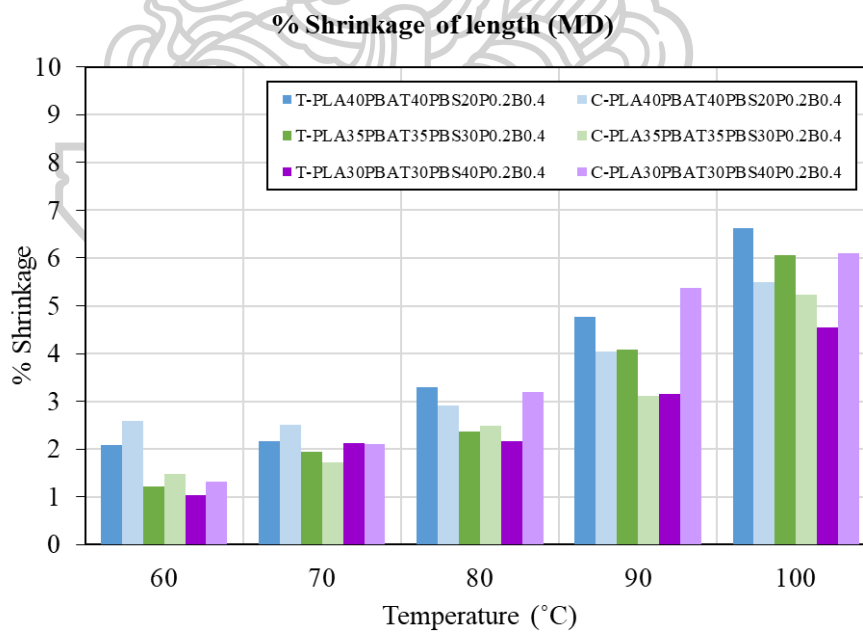 % Shrinkage of length (MD)
10
9
8
7
6
5
4
3
2
1
0
% Shrinkage
T-PLA40PBAT40PBS20P0.2B0.4 C-PLA40PBAT40PBS20P0.2B0.4
T-PLA35PBAT35PBS30P0.2B0.4 C-PLA35PBAT35PBS30P0.2B0.4
T-PLA30PBAT30PBS40P0.2B0.4 C-PLA30PBAT30PBS40P0.2B0.4
60 70 80 90 100
Temperature (˚C)